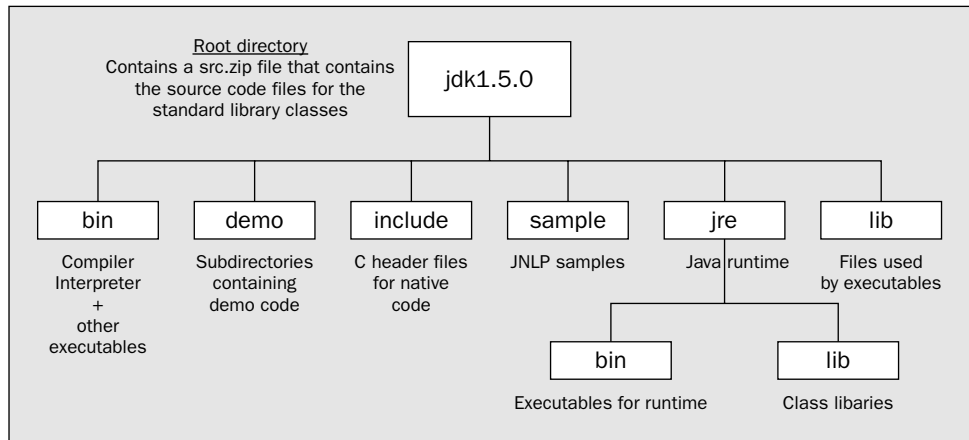 Root directory
Contains a src.zip file that contains
the source code files for the
standard library classes
jdk1.5.0
bin
demo
include
sample
jre
lib
Compiler
Interpreter
+
other
executables
Subdirectories
containing
demo code
C header files
for native
code
JNLP samples
Java runtime
Files used
by executables
bin
lib
Executables for runtime
Class libaries